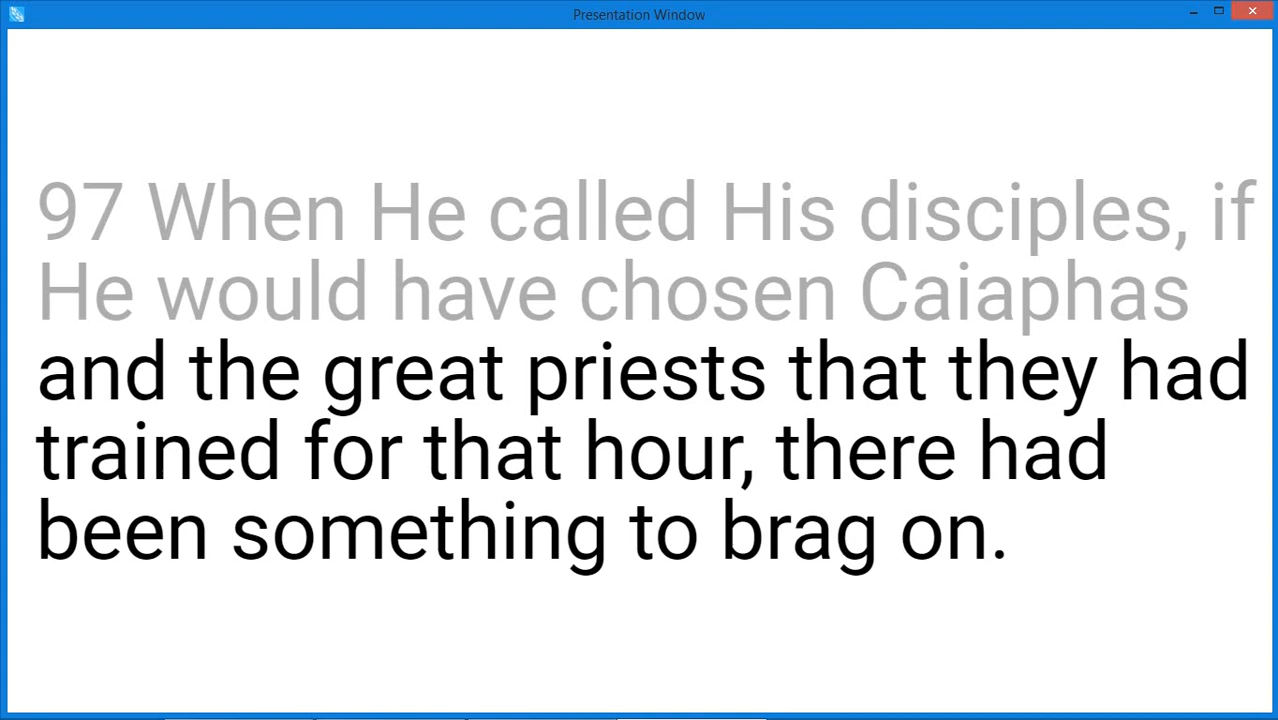 Presentation Window
97 When He called His disciples, if
He would have chosen Caiaphas
and the great priests that they had
trained for that hour, there had
been something to brag on.